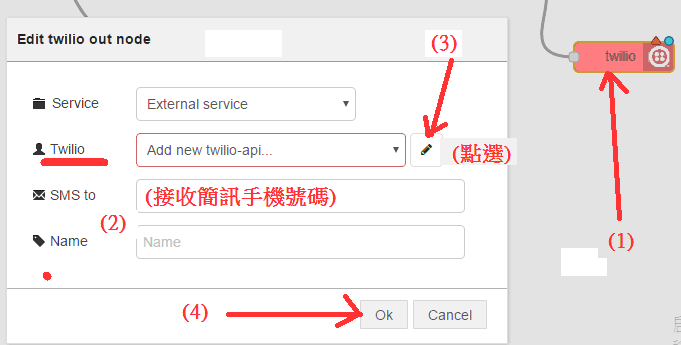 Edit twilio out node
(3)
twilio
Service
External service
Twilio
Add new twilio-api...
(點選)
SMS to
(接收簡訊手機號碼)
(2)
Name
Name
(1)
(4)
Ok
Cancel